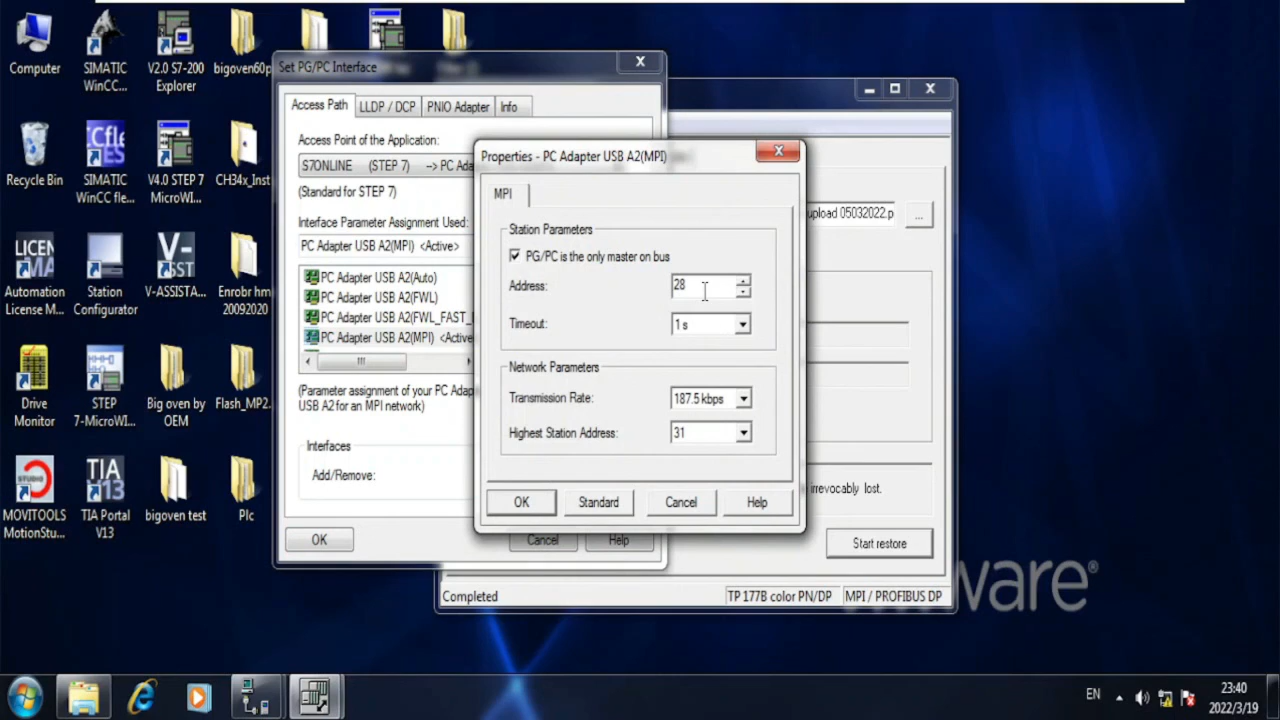 Computer
SIMATIC
WinCC...
V2.0 S7-200
Explorer
bigoven60p
Recycle Bin
SIMATIC
WinCC fle...
V4.0 STEP 7
MicroWI...
CH34x_Inst
Automation
License M...
Station
Configurator
V-ASSISTA...
Enrobr hm
20092020
Drive
Monitor
STEP
7-MicroWI...
Big oven by
OEM
Flash_MP2.
MOVITOOLS
MotionStu...
TIA Portal
V13
bigoven test
Plc
Set PG/PC Interface
Access Path
LLDP / DCP
PNIO Adapter
Info
Access Point of the Application:
S7ONLINE (STEP 7) --> PC Ada
(Standard for STEP 7)
Interface Parameter Assignment Used:
PC Adapter USB A2(MPI) <Active>
PC Adapter USB A2(Auto)
PC Adapter USB A2(FWL)
PC Adapter USB A2(FWL_FAST_
PC Adapter USB A2(MPI) <Active
(Parameter assignment of your PC Adap
USB A2 for an MPI network)
Interfaces
Add/Remove:
OK
Cancel
Help
Properties - PC Adapter USB A2(MPI)
MPI
Station Parameters
PG/PC is the only master on bus
Address:
28
Timeout:
1 s
Network Parameters
Transmission Rate:
187.5 kbps
Highest Station Address:
31
OK
Standard
Cancel
Help
upload 05032022.p
...
irrevocably lost.
Start restore
Completed
TP 177B color PN/DP
MPI / PROFIBUS DP
ware®
EN
23:40
2022/3/19